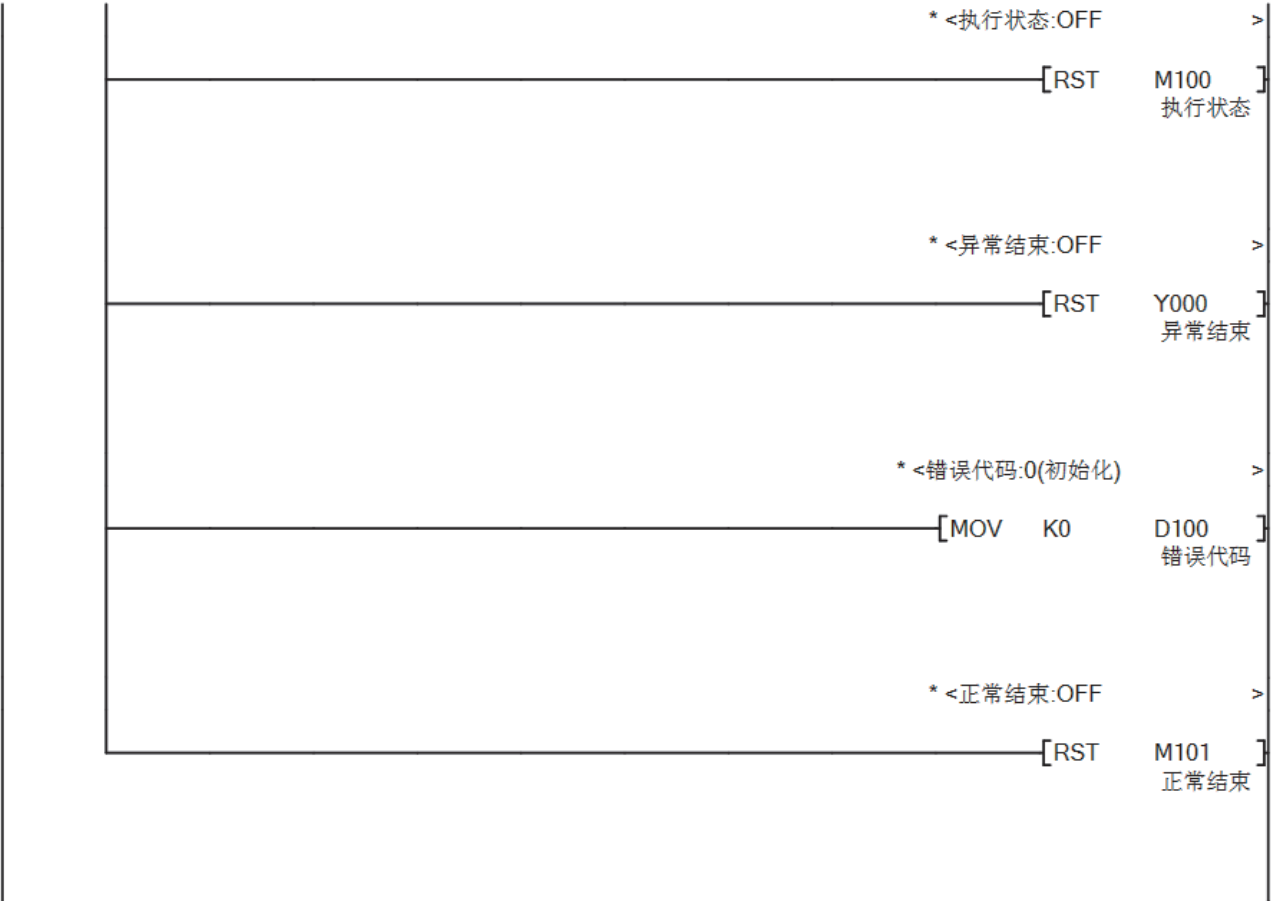 * <执行状态:OFF >
[RST M100 ]
执行状态
* <异常结束:OFF >
[RST Y000 ]
异常结束
* <错误代码:0(初始化) >
[MOV K0 D100 ]
错误代码
* <正常结束:OFF >
[RST M101 ]
正常结束